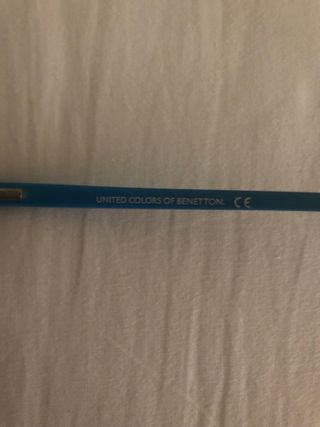 UNITED COLORS OF BENETTON. CE